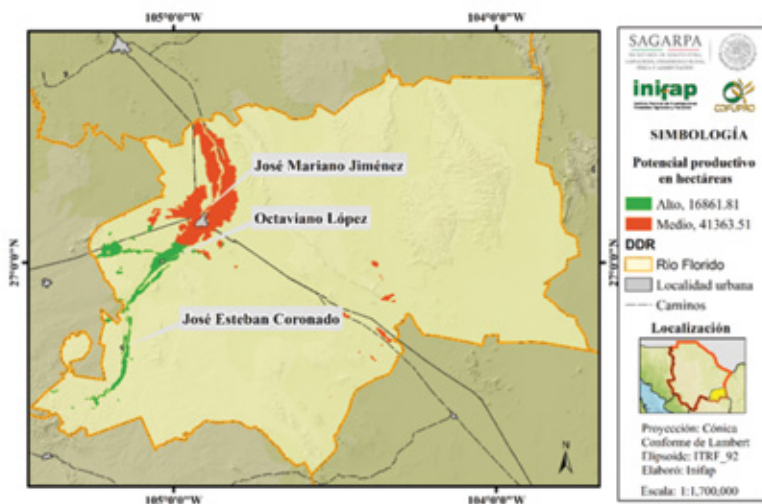 105°0'0"W
104°0'0"W
27°0'0"N
27°0'0"N
José Mariano Jiménez
Octaviano López
José Esteban Coronado
N
105°0'0"W
104°0'0"W
SAGARPA
inifap
COFUPRO
SIMBOLOGÍA
Potencial productivo
en hectáreas
Alto, 16861.81
Medio, 41363.51
DDR
Río Florido
Localidad urbana
Caminos
Localización
Proyección: Cónica
Conforme de Lambert
Elipsoide: ITRF_92
Elaboró: Inifap
Escala: 1:1,700,000